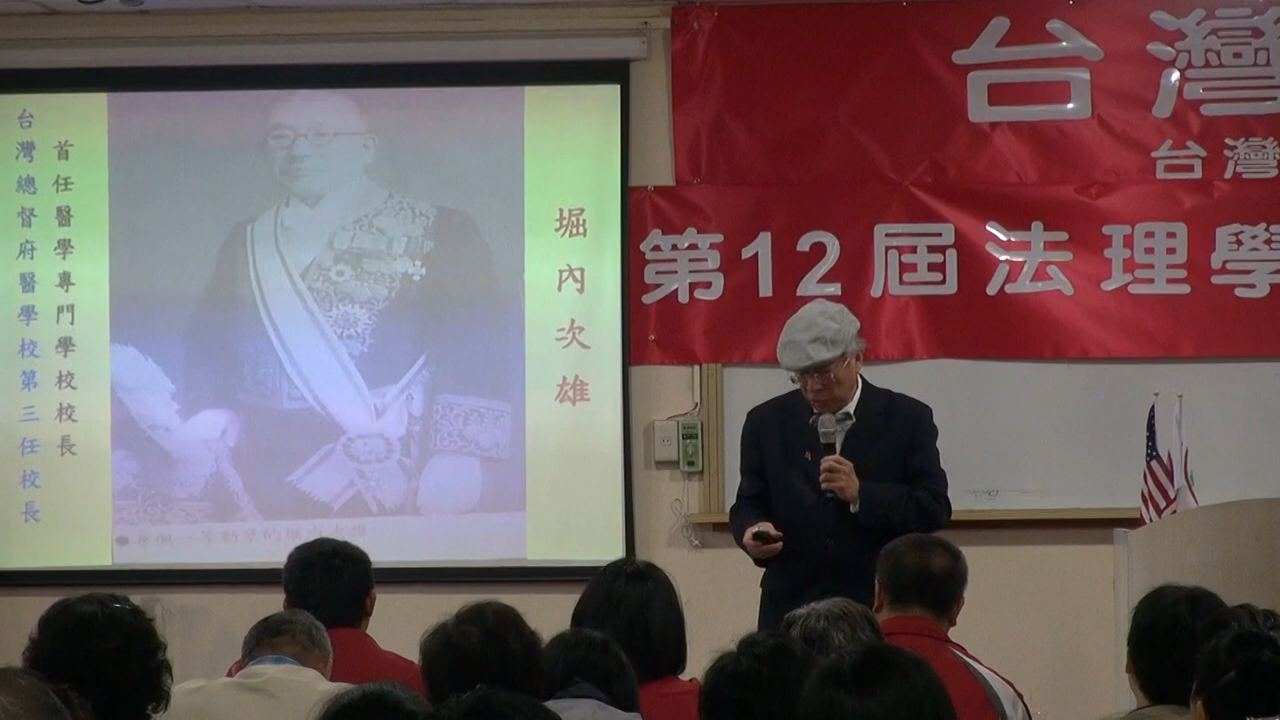 台灣
台灣
第12屆法理學
堀內次雄
首任醫學專門學校校長
台灣總督府醫學校第三任校長